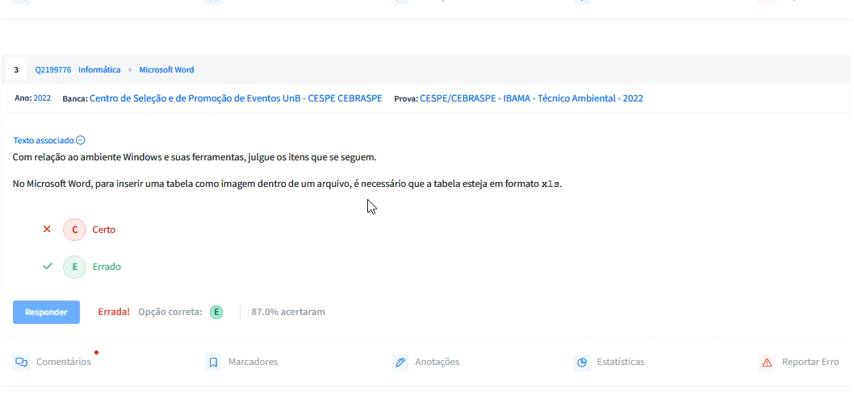 3 Q2199776 Informática › Microsoft Word
Ano: 2022 Banca: Centro de Seleção e de Promoção de Eventos UnB - CESPE CEBRASPE Prova: CESPE/CEBRASPE - IBAMA - Técnico Ambiental - 2022
Texto associado
Com relação ao ambiente Windows e suas ferramentas, julgue os itens que se seguem.
No Microsoft Word, para inserir uma tabela como imagem dentro de um arquivo, é necessário que a tabela esteja em formato xls.
C Certo
E Errado
Responder Errada! Opção correta: E 87.0% acertaram
Comentários Marcadores Anotações Estatísticas Reportar Erro